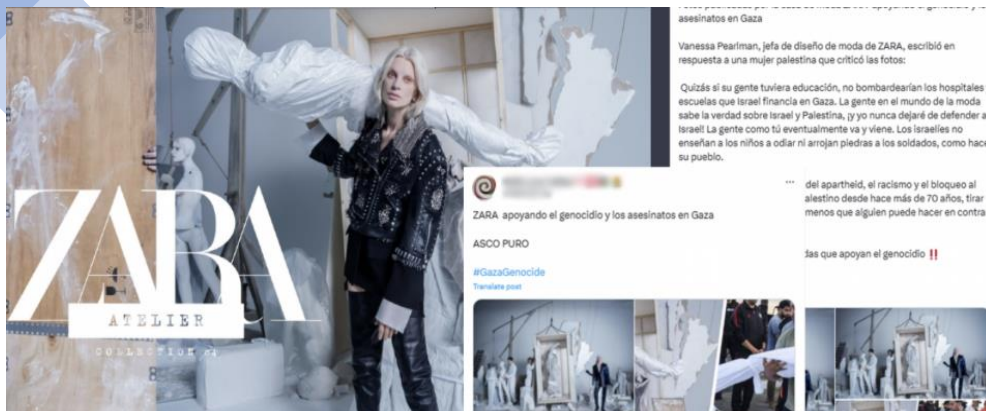 ZARA
ATELIER
COLLECTION
asesinatos en Gaza
Vanessa Pearlman, jefa de diseño de moda de ZARA, escribió en
respuesta a una mujer palestina que criticó las fotos:
Quizás si su gente tuviera educación, no bombardearían los hospitales
escuelas que Israel financia en Gaza. La gente en el mundo de la moda
sabe la verdad sobre Israel y Palestina, ¡y yo nunca dejaré de defender a
Israel! La gente como tú eventualmente va y viene. Los israelíes no
enseñan a los niños a odiar ni arrojan piedras a los soldados, como hace
su pueblo.
del apartheid, el racismo y el bloqueo al
alestino desde hace más de 70 años, tirar
menos que alguien puede hacer en contra
das que apoyan el genocidio ‼
ZARA apoyando el genocidio y los asesinatos en Gaza
ASCO PURO
#GazaGenocide
Translate post